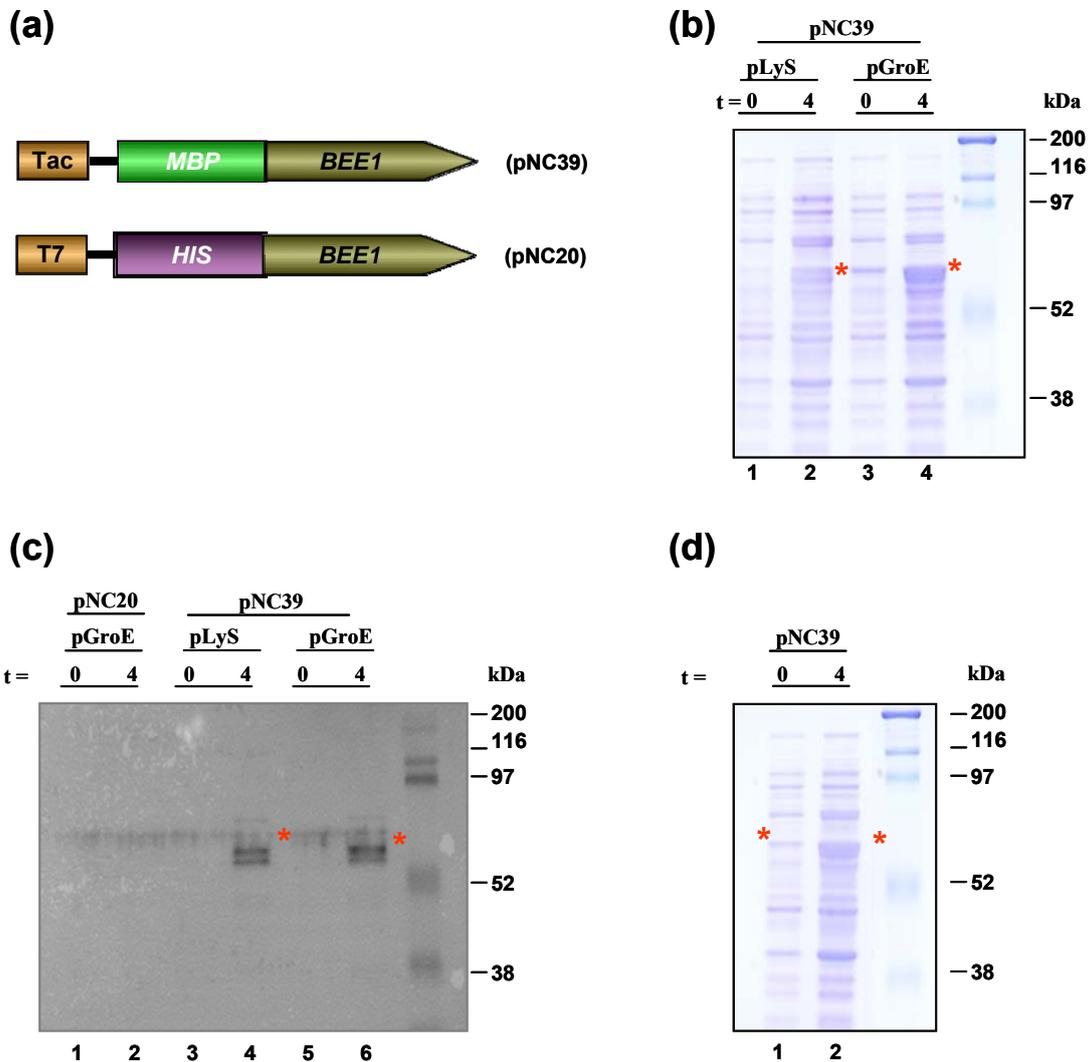 (a)
Tac MBP BEE1 (pNC39)
T7 HIS BEE1 (pNC20)
(b)
pNC39
pLyS pGroE
t = 0 4 0 4 kDa
200
116
97
*
*
52
38
1 2 3 4
(c)
pNC20 pNC39
pGroE pLyS pGroE
t = 0 4 0 4 0 4 kDa
200
116
97
*
*
52
38
1 2 3 4 5 6
(d)
pNC39
t = 0 4 kDa
200
116
97
*
*
52
38
1 2